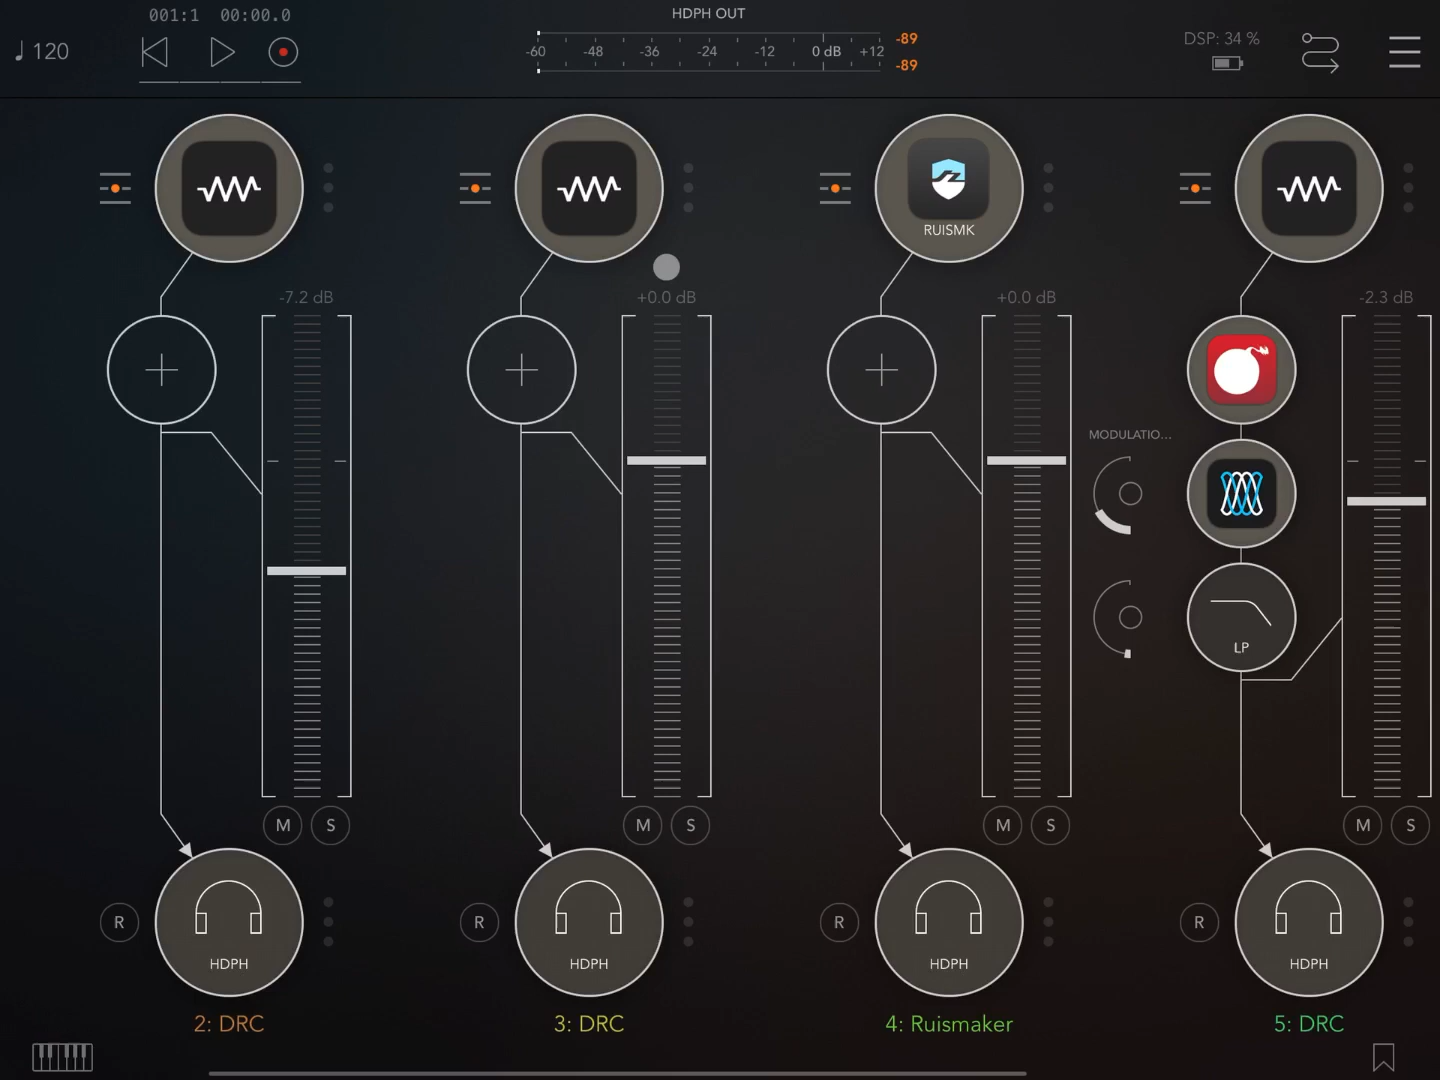 001:1 00:00.0
HDPH OUT
♩ 120
-60 -48 -36 -24 -12 0 dB +12
-89
-89
DSP: 34 %
RUISMK
-7.2 dB
+0.0 dB
+0.0 dB
-2.3 dB
MODULATIO...
LP
M S
M S
M S
M S
R
R
R
R
HDPH
HDPH
HDPH
HDPH
2: DRC
3: DRC
4: Ruismaker
5: DRC